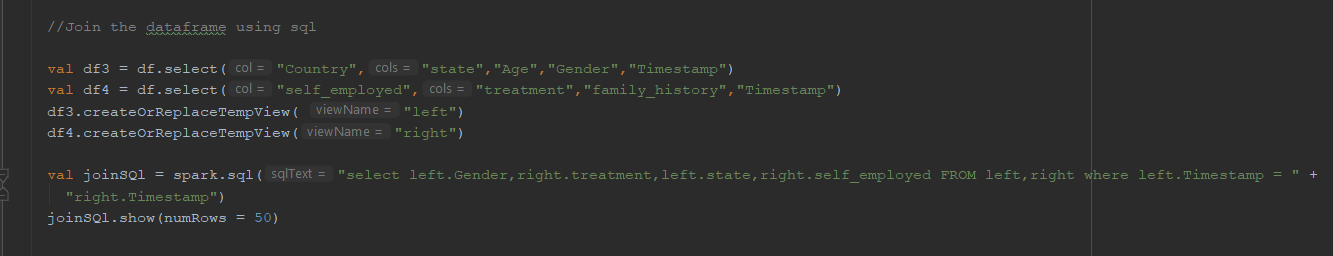 //Join the dataframe using sql
val df3 = df.select( col = "Country", cols = "state","Age","Gender","Timestamp")
val df4 = df.select( col = "self_employed", cols = "treatment","family_history","Timestamp")
df3.createOrReplaceTempView( viewName = "left")
df4.createOrReplaceTempView( viewName = "right")
val joinSQl = spark.sql( sqlText = "select left.Gender,right.treatment,left.state,right.self_employed FROM left,right where left.Timestamp = " +
"right.Timestamp")
joinSQl.show(numRows = 50)